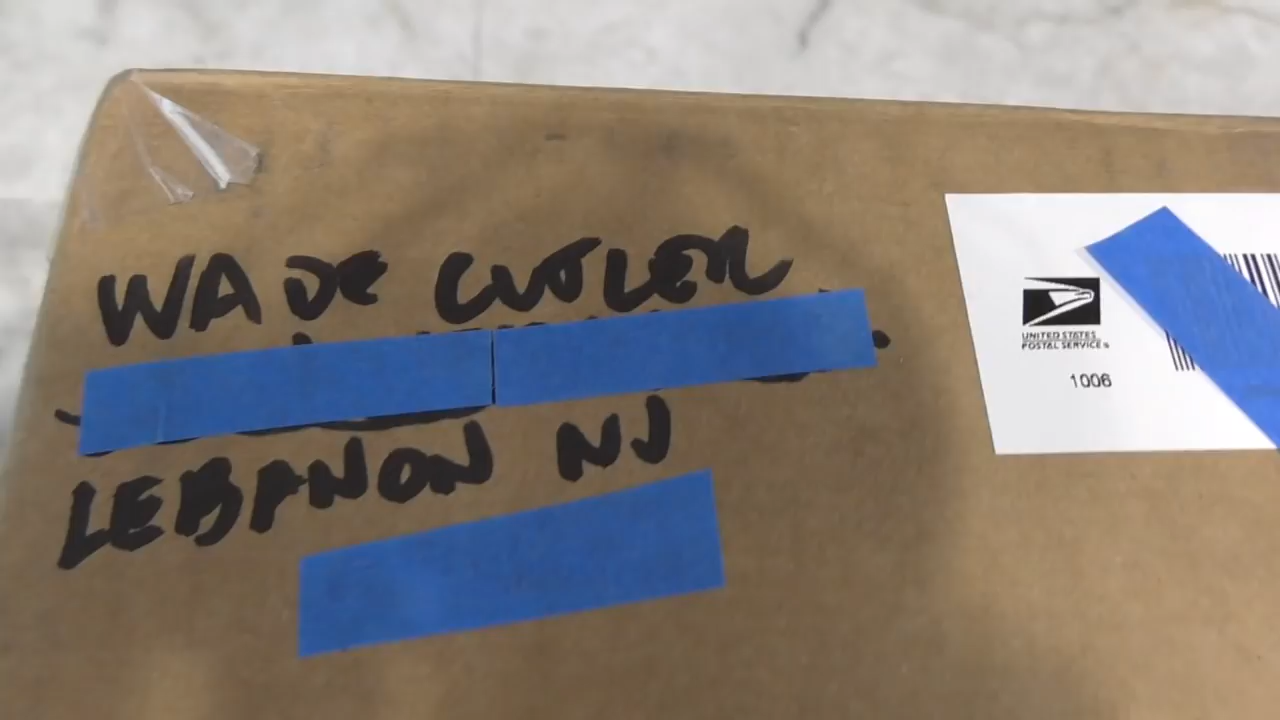 WADE CUTLER
LEBANON NJ
UNITED STATES
POSTAL SERVICE®
1006